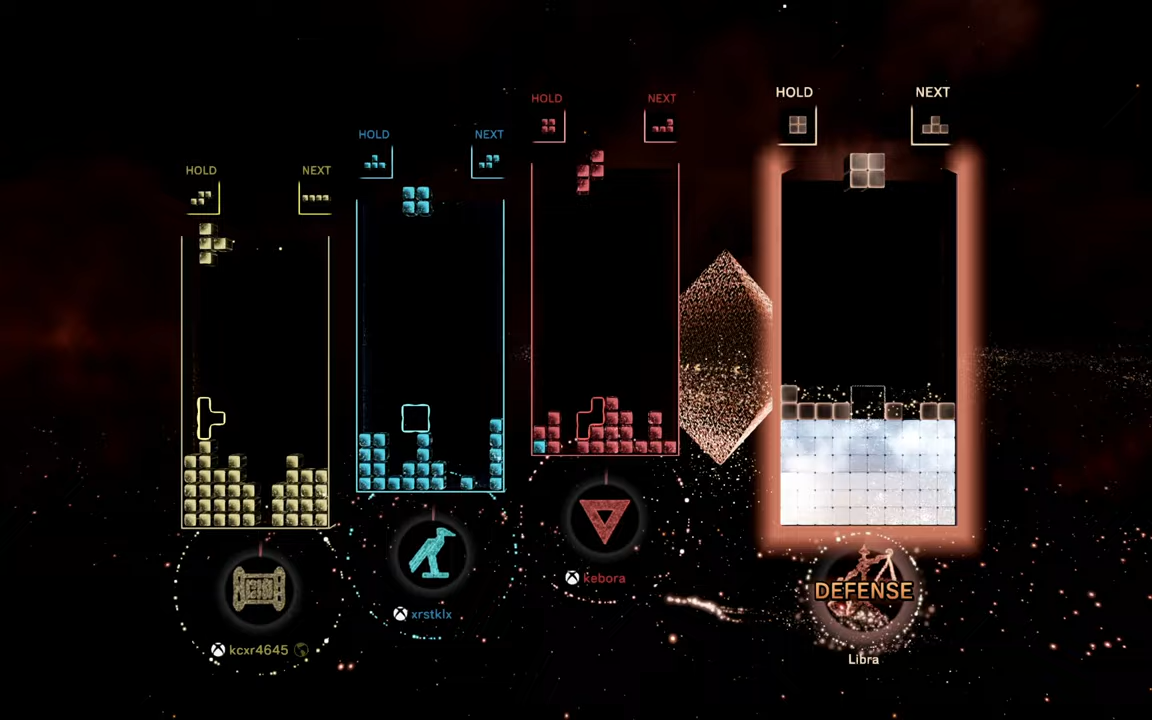 HOLD NEXT
HOLD NEXT
HOLD NEXT
HOLD NEXT
kcxr4645
xrstklx
kebora
DEFENSE
Libra